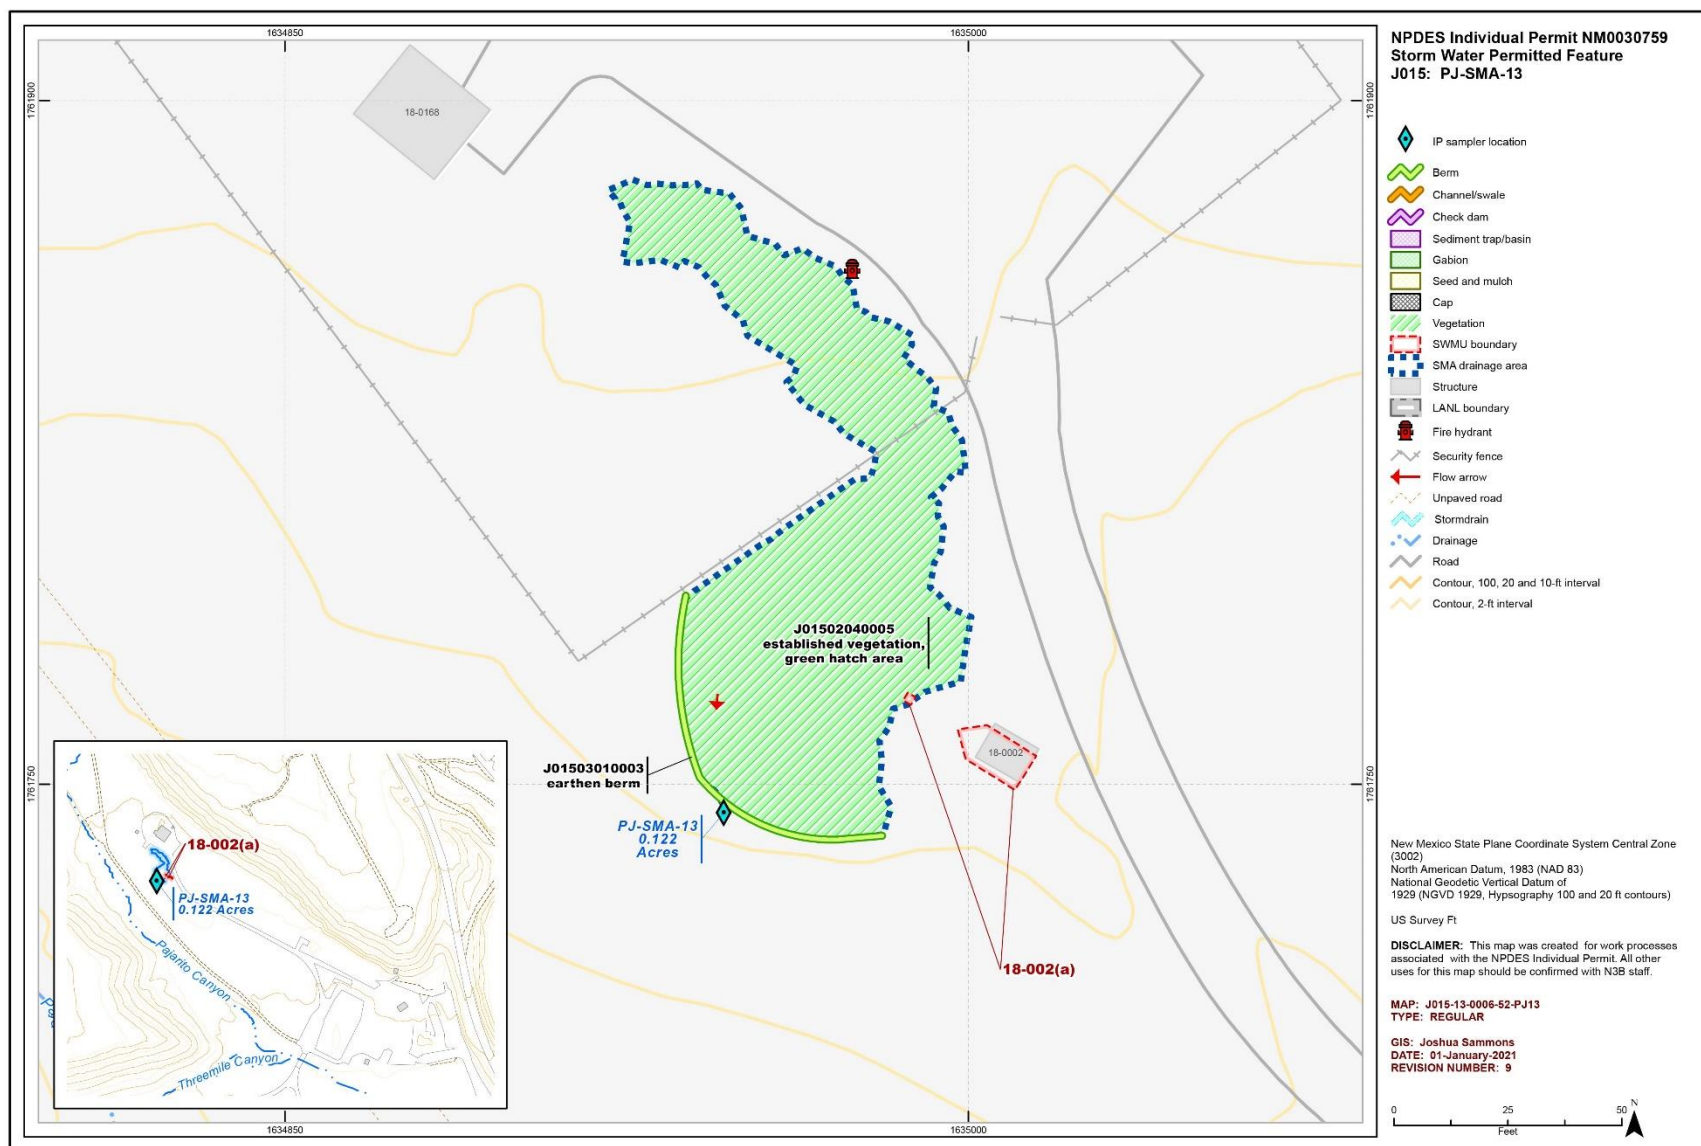 1634850
1635000
1761900
1761900
18-0168
J01502040005
established vegetation,
green hatch area
18-0002
J01503010003
earthen berm
1761750
1761750
PJ-SMA-13
0.122
Acres
18-002(a)
18-002(a)
PJ-SMA-13
0.122 Acres
Pajarito Canyon
Threemile Canyon
1634850
1635000
NPDES Individual Permit NM0030759
Storm Water Permitted Feature
J015: PJ-SMA-13
IP sampler location
Berm
Channel/swale
Check dam
Sediment trap/basin
Gabion
Seed and mulch
Cap
Vegetation
SWMU boundary
SMA drainage area
Structure
LANL boundary
Fire hydrant
Security fence
Flow arrow
Unpaved road
Stormdrain
Drainage
Road
Contour, 100, 20 and 10-ft interval
Contour, 2-ft interval
New Mexico State Plane Coordinate System Central Zone
(3002)
North American Datum, 1983 (NAD 83)
National Geodetic Vertical Datum of
1929 (NGVD 1929, Hypsography 100 and 20 ft contours)
US Survey Ft
DISCLAIMER: This map was created for work processes
associated with the NPDES Individual Permit. All other
uses for this map should be confirmed with N3B staff.
MAP: J015-13-0006-52-PJ13
TYPE: REGULAR
GIS: Joshua Sammons
DATE: 01-January-2021
REVISION NUMBER: 9
0 25 50
Feet
N